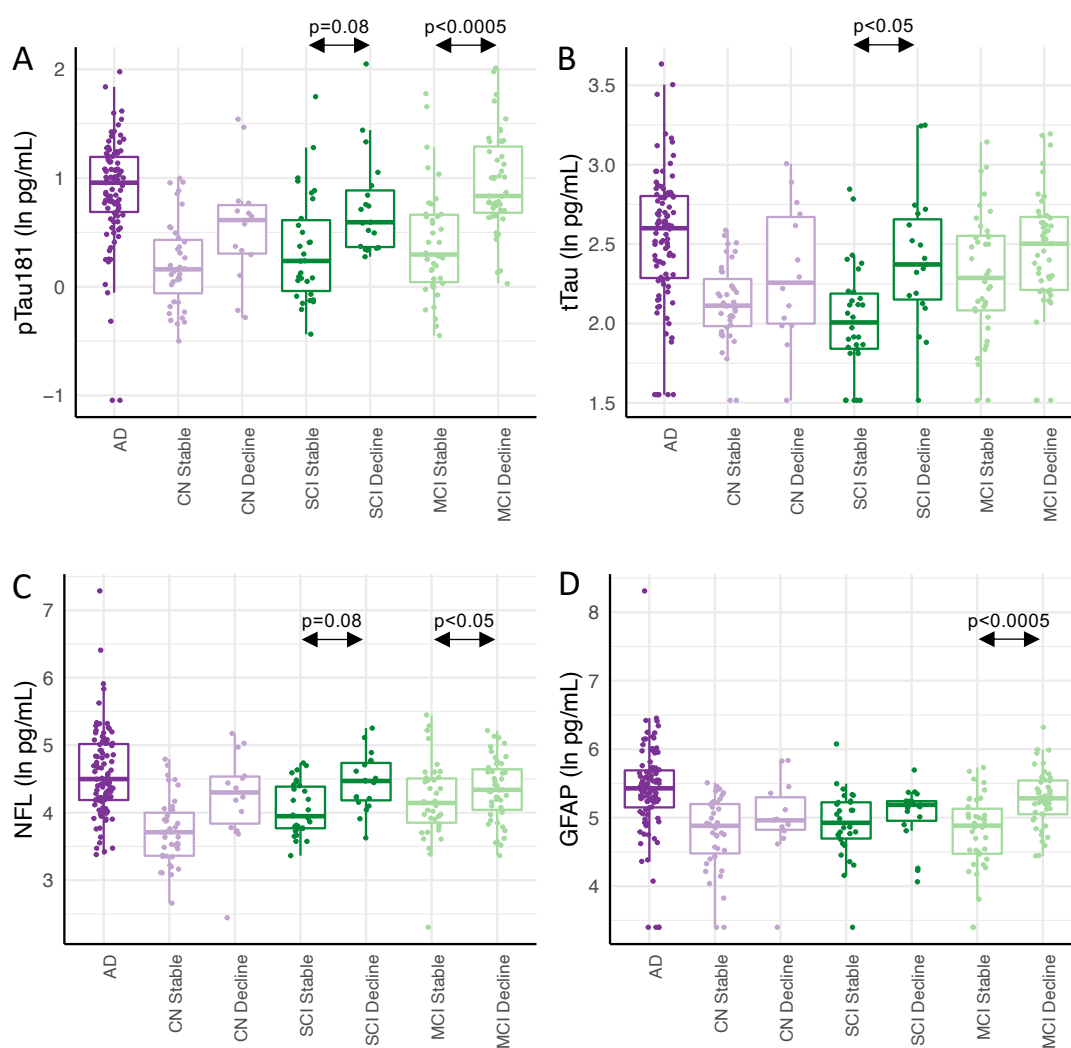 A
pTau181 (ln pg/mL)
2
1
0
−1
p=0.08
p<0.0005
AD
CN Stable
CN Decline
SCI Stable
SCI Decline
MCI Stable
MCI Decline
B
tTau (ln pg/mL)
3.5
3.0
2.5
2.0
1.5
p<0.05
AD
CN Stable
CN Decline
SCI Stable
SCI Decline
MCI Stable
MCI Decline
C
NFL (ln pg/mL)
7
6
5
4
3
p=0.08
p<0.05
AD
CN Stable
CN Decline
SCI Stable
SCI Decline
MCI Stable
MCI Decline
D
GFAP (ln pg/mL)
8
7
6
5
4
p<0.0005
AD
CN Stable
CN Decline
SCI Stable
SCI Decline
MCI Stable
MCI Decline